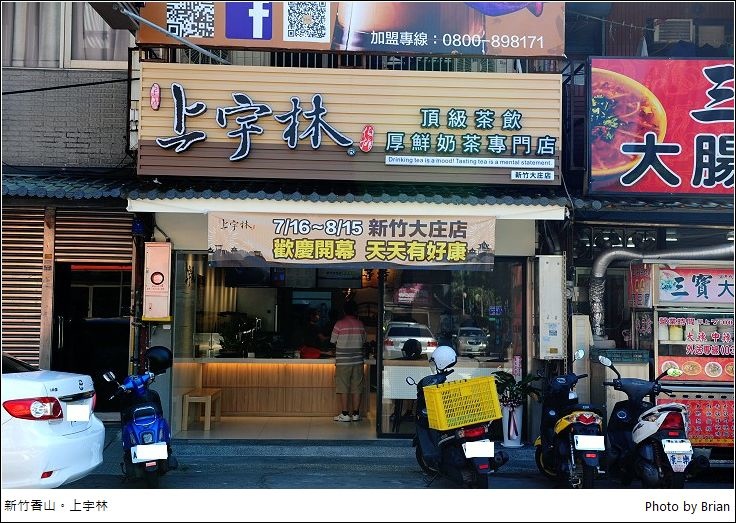 加盟專線：0800-898171
上宇林
頂級茶飲
厚鮮奶茶專門店
Drinking tea is a mood! Tasting tea is a mental statement.
新竹大庄店
上宇林
7/16~8/15 新竹大庄店
歡慶開幕 天天有好康
三
大腸
三寶大
新竹香山。上宇林
Photo by Brian